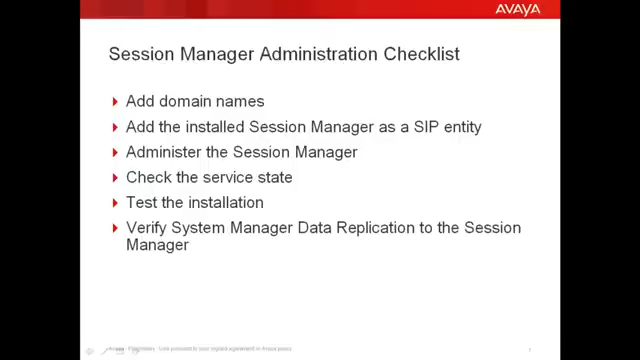 AVAYA
Session Manager Administration Checklist
Add domain names
Add the installed Session Manager as a SIP entity
Administer the Session Manager
Check the service state
Test the installation
Verify System Manager Data Replication to the Session
Manager